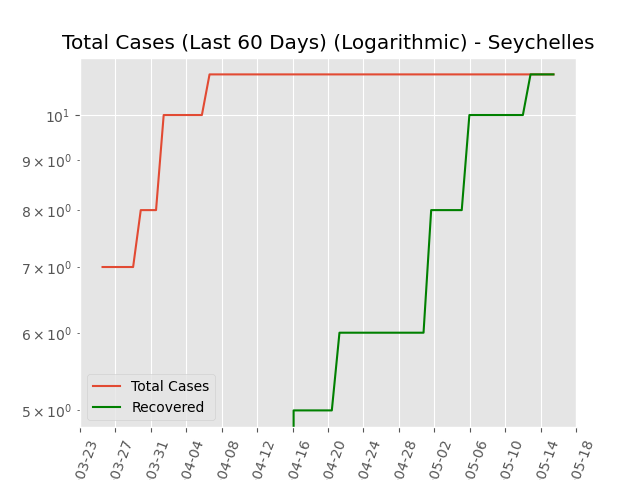 Total Cases (Last 60 Days) (Logarithmic) - Seychelles
10¹
9 × 10⁰
8 × 10⁰
7 × 10⁰
6 × 10⁰
5 × 10⁰
Total Cases
Recovered
03-23
03-27
03-31
04-04
04-08
04-12
04-16
04-20
04-24
04-28
05-02
05-06
05-10
05-14
05-18